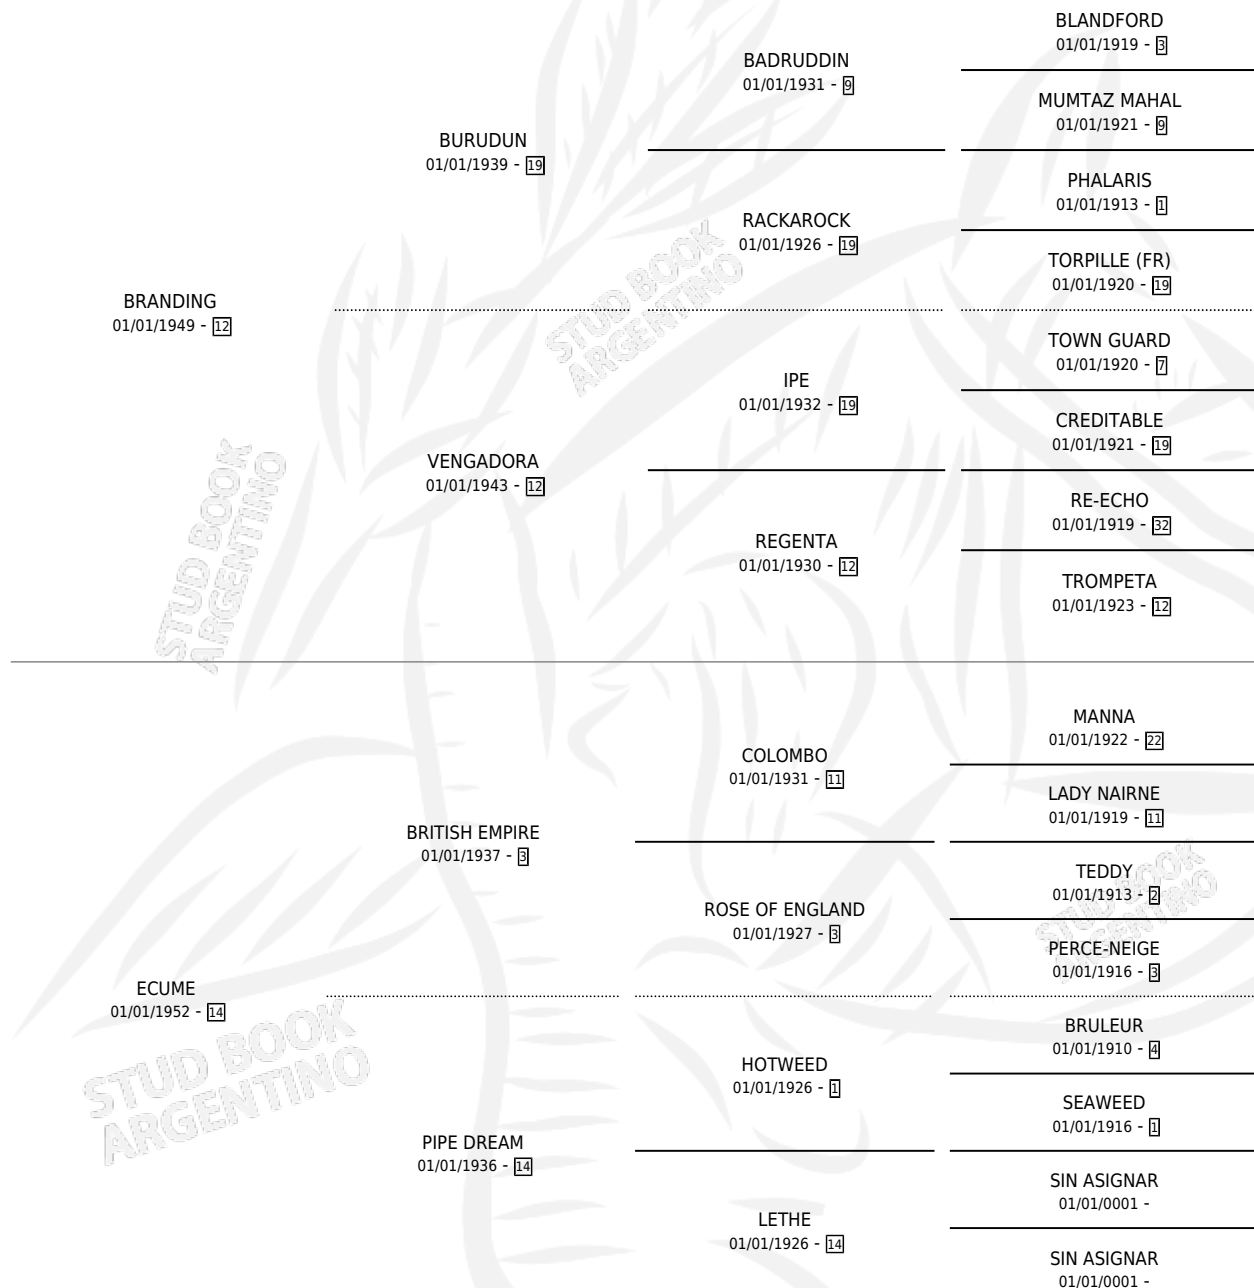 BLANDFORD
01/01/1919 - 3
BADRUDDIN
01/01/1931 - 9
MUMTAZ MAHAL
01/01/1921 - 9
BURUDUN
01/01/1939 - 19
PHALARIS
01/01/1913 - 1
RACKAROCK
01/01/1926 - 19
TORPILLE (FR)
01/01/1920 - 19
BRANDING
01/01/1949 - 12
TOWN GUARD
01/01/1920 - 7
IPE
01/01/1932 - 19
CREDITABLE
01/01/1921 - 19
VENGADORA
01/01/1943 - 12
RE-ECHO
01/01/1919 - 32
REGENTA
01/01/1930 - 12
TROMPETA
01/01/1923 - 12
MANNA
01/01/1922 - 22
COLOMBO
01/01/1931 - 11
LADY NAIRNE
01/01/1919 - 11
BRITISH EMPIRE
01/01/1937 - 3
TEDDY
01/01/1913 - 2
ROSE OF ENGLAND
01/01/1927 - 3
PERCE-NEIGE
01/01/1916 - 3
ECUME
01/01/1952 - 14
BRULEUR
01/01/1910 - 4
HOTWEED
01/01/1926 - 1
SEAWEED
01/01/1916 - 1
PIPE DREAM
01/01/1936 - 14
SIN ASIGNAR
01/01/0001 -
LETHE
01/01/1926 - 14
SIN ASIGNAR
01/01/0001 -
STUD BOOK
ARGENTINO
STUD BOOK
ARGENTINO
STUD BOOK
ARGENTINO
STUD BOOK
ARGENTINO